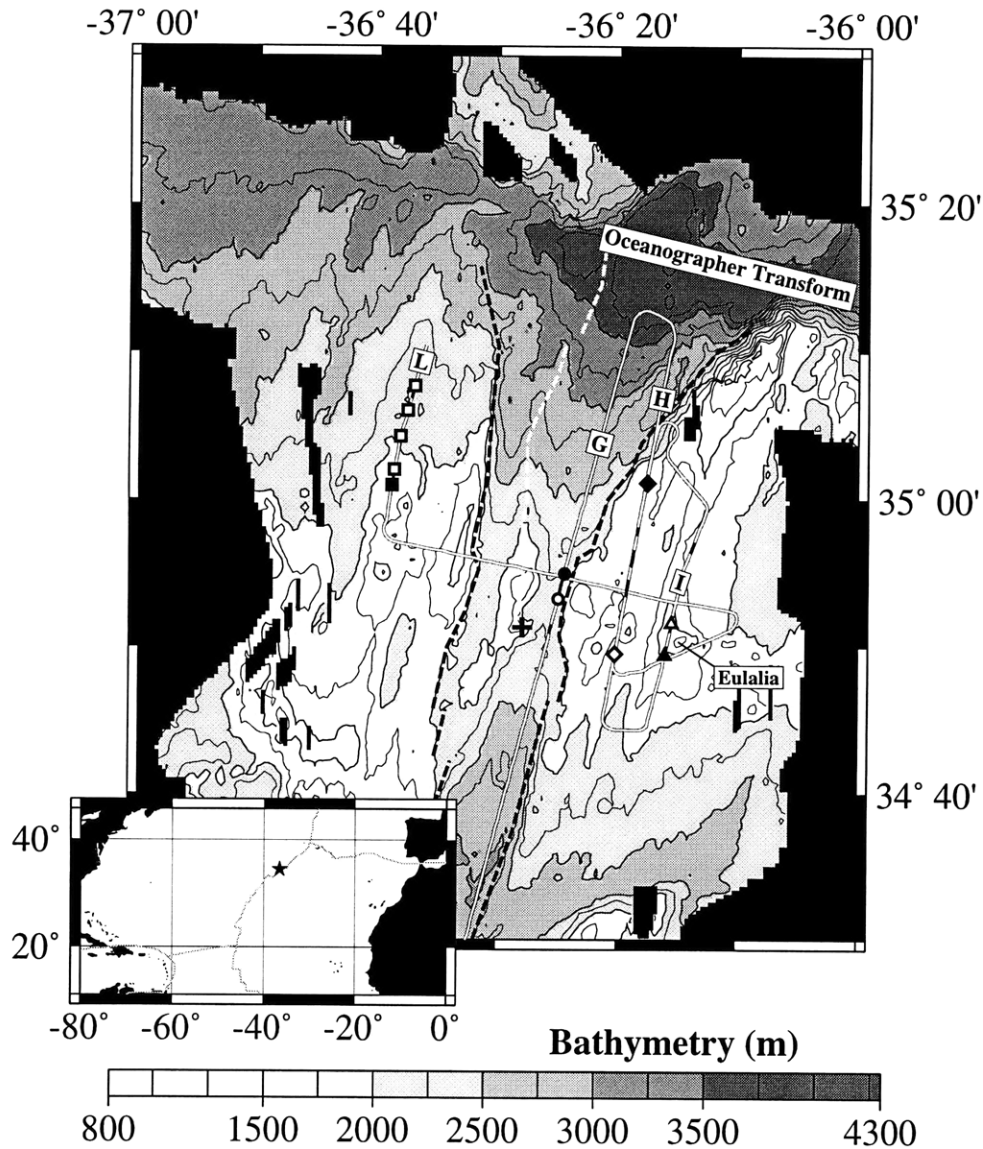 -37° 00' -36° 40' -36° 20' -36° 00'
35° 20'
Oceanographer Transform
L
H
G
35° 00'
I
Eulalia
34° 40'
40°
20°
-80° -60° -40° -20° 0°
Bathymetry (m)
800 1500 2000 2500 3000 3500 4300